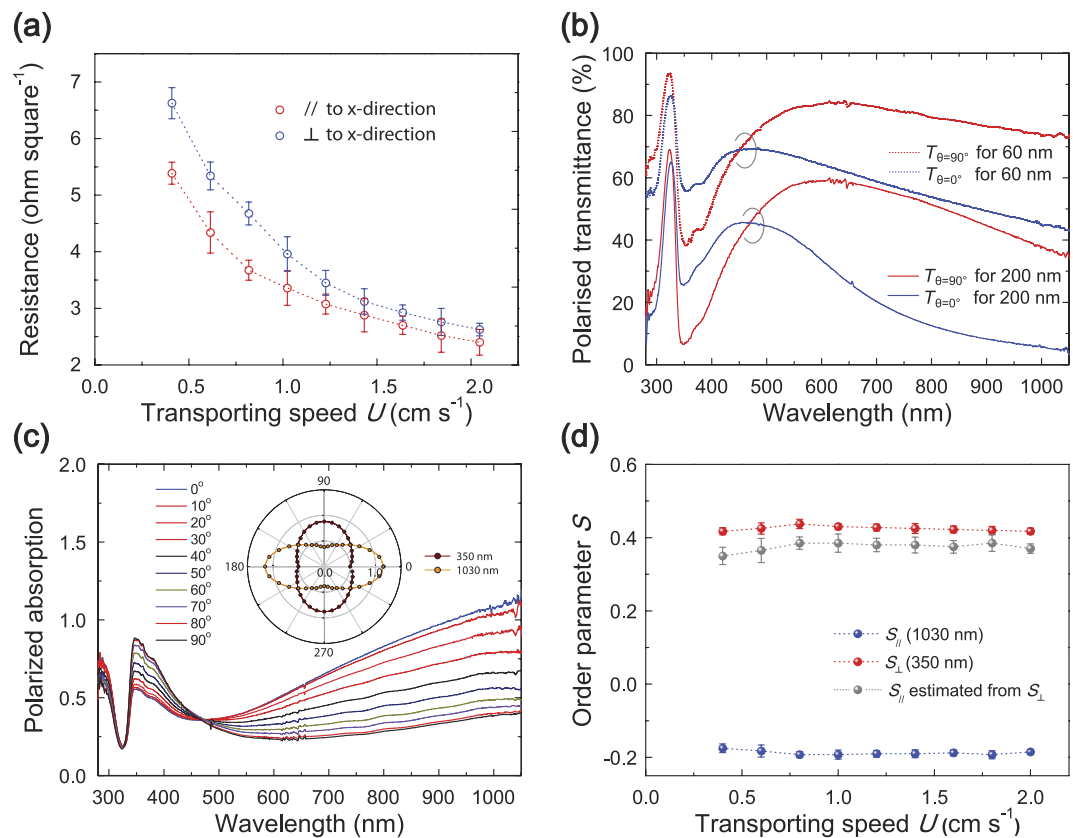 (a)
7
6
5
4
3
2
0.0
0.5
1.0
1.5
2.0
Resistance (ohm square⁻¹)
Transporting speed U (cm s⁻¹)
// to x-direction
⊥ to x-direction
(b)
100
80
60
40
20
0
300 400 500 600 700 800 900 1000
Polarised transmittance (%)
Wavelength (nm)
T θ=90° for 60 nm
T θ=0° for 60 nm
T θ=90° for 200 nm
T θ=0° for 200 nm
(c)
2.0
1.5
1.0
0.5
0.0
300 400 500 600 700 800 900 1000
Polarized absorption
Wavelength (nm)
0°
10°
20°
30°
40°
50°
60°
70°
80°
90°
90
180
0.0
1.0
0
270
350 nm
1030 nm
(d)
0.6
0.4
0.2
0.0
-0.2
0.0 0.5 1.0 1.5 2.0
Order parameter S
Transporting speed U (cm s⁻¹)
S// (1030 nm)
S⊥ (350 nm)
S// estimated from S⊥